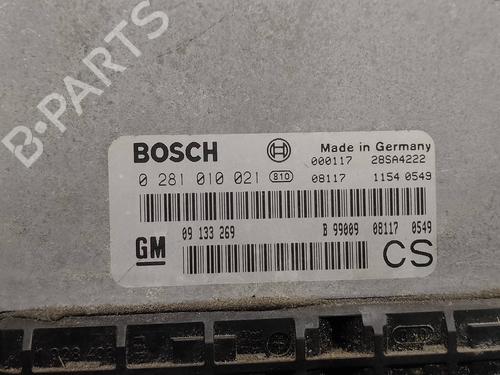 B-PARTS
BOSCH Made in Germany
000117 28SA4222
0 281 010 021 810 08117 1154 0549
09 133 269 B 99009 08117 0549
GM CS